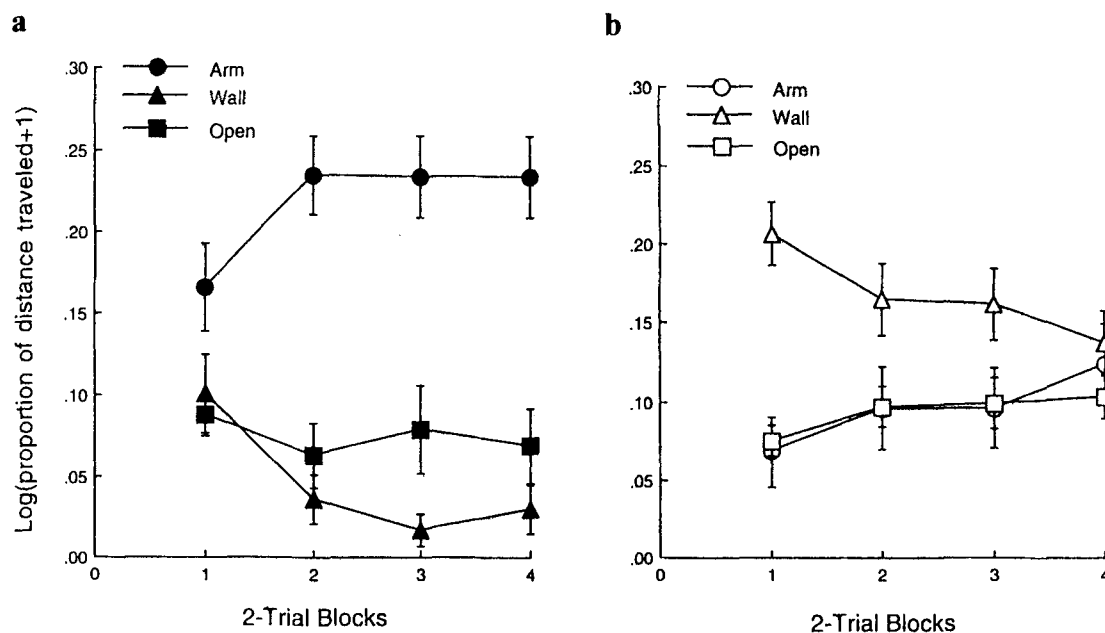 a
.30
Arm
Wall
Open
.25
.20
.15
.10
.05
.00
0
1
2
3
4
Log(proportion of distance traveled+1)
2-Trial Blocks
b
.30
Arm
Wall
Open
.25
.20
.15
.10
.05
.00
0
1
2
3
4
2-Trial Blocks